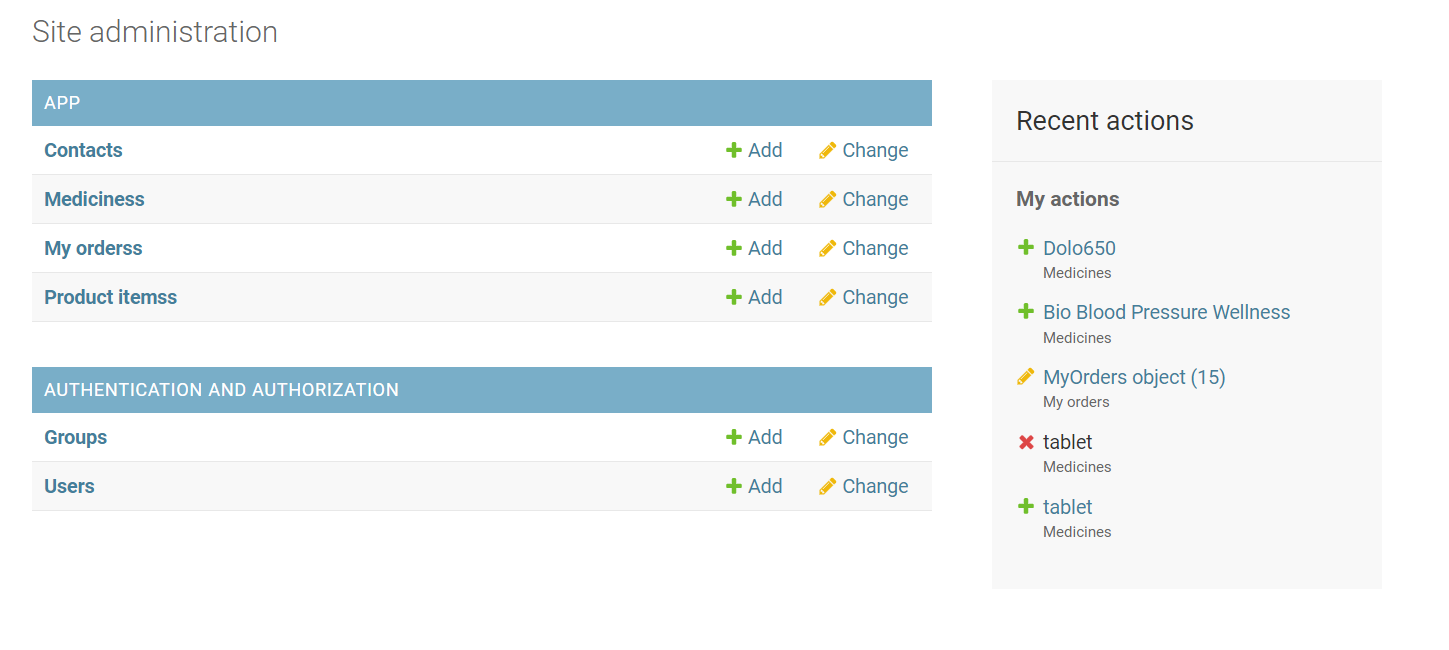 Site administration
APP
Contacts Add Change
Mediciness Add Change
My orderss Add Change
Product itemss Add Change
AUTHENTICATION AND AUTHORIZATION
Groups Add Change
Users Add Change
Recent actions
My actions
Dolo650
Medicines
Bio Blood Pressure Wellness
Medicines
MyOrders object (15)
My orders
tablet
Medicines
tablet
Medicines